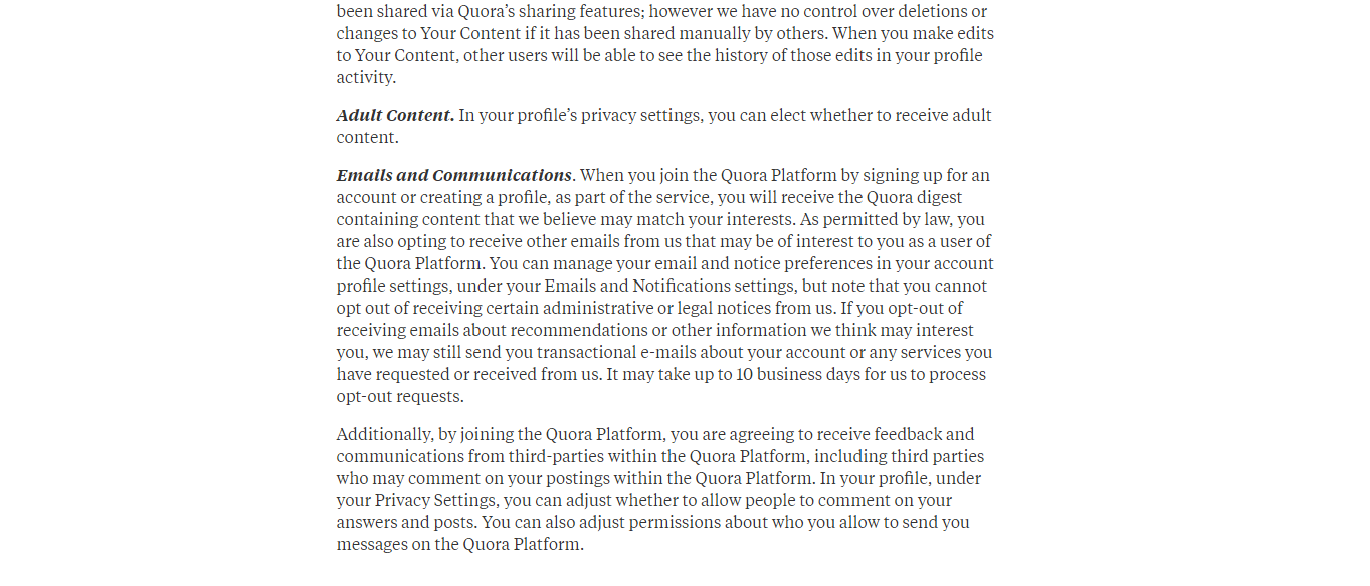 been shared via Quora’s sharing features; however we have no control over deletions or
changes to Your Content if it has been shared manually by others. When you make edits
to Your Content, other users will be able to see the history of those edits in your profile
activity.
Adult Content. In your profile’s privacy settings, you can elect whether to receive adult
content.
Emails and Communications. When you join the Quora Platform by signing up for an
account or creating a profile, as part of the service, you will receive the Quora digest
containing content that we believe may match your interests. As permitted by law, you
are also opting to receive other emails from us that may be of interest to you as a user of
the Quora Platform. You can manage your email and notice preferences in your account
profile settings, under your Emails and Notifications settings, but note that you cannot
opt out of receiving certain administrative or legal notices from us. If you opt-out of
receiving emails about recommendations or other information we think may interest
you, we may still send you transactional e-mails about your account or any services you
have requested or received from us. It may take up to 10 business days for us to process
opt-out requests.
Additionally, by joining the Quora Platform, you are agreeing to receive feedback and
communications from third-parties within the Quora Platform, including third parties
who may comment on your postings within the Quora Platform. In your profile, under
your Privacy Settings, you can adjust whether to allow people to comment on your
answers and posts. You can also adjust permissions about who you allow to send you
messages on the Quora Platform.